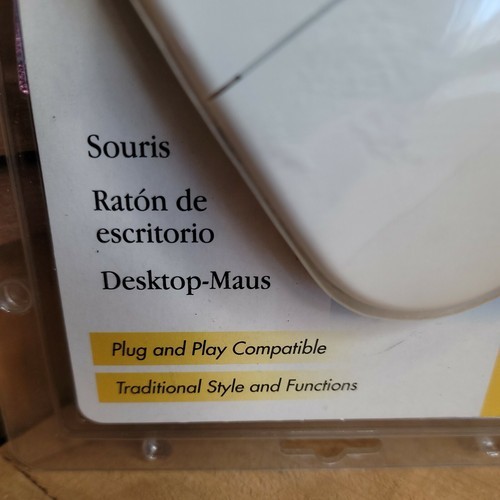 Souris
Ratón de
escritorio
Desktop-Maus
Plug and Play Compatible
Traditional Style and Functions